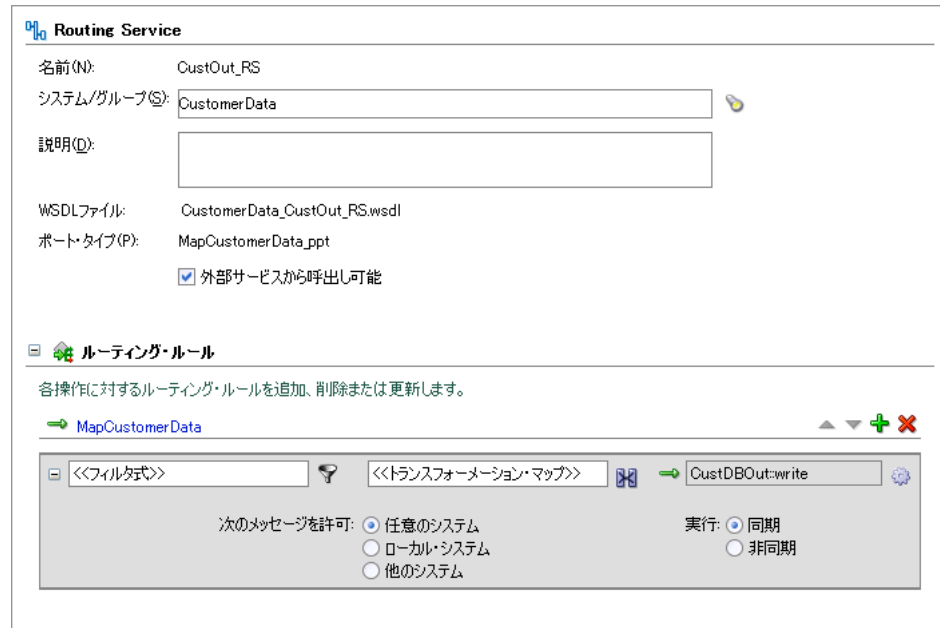 Routing Service
名前(N): CustOut_RS
システム/グループ(S): CustomerData
説明(D):
WSDLファイル: CustomerData_CustOut_RS.wsdl
ポート・タイプ(P): MapCustomerData_ppt
外部サービスから呼出し可能
ルーティング・ルール
各操作に対するルーティング・ルールを追加、削除または更新します。
MapCustomerData
<<フィルタ式>> <<トランスフォーメーション・マップ>> CustDBOut::write
次のメッセージを許可: 任意のシステム 実行: 同期
ローカル・システム 非同期
他のシステム